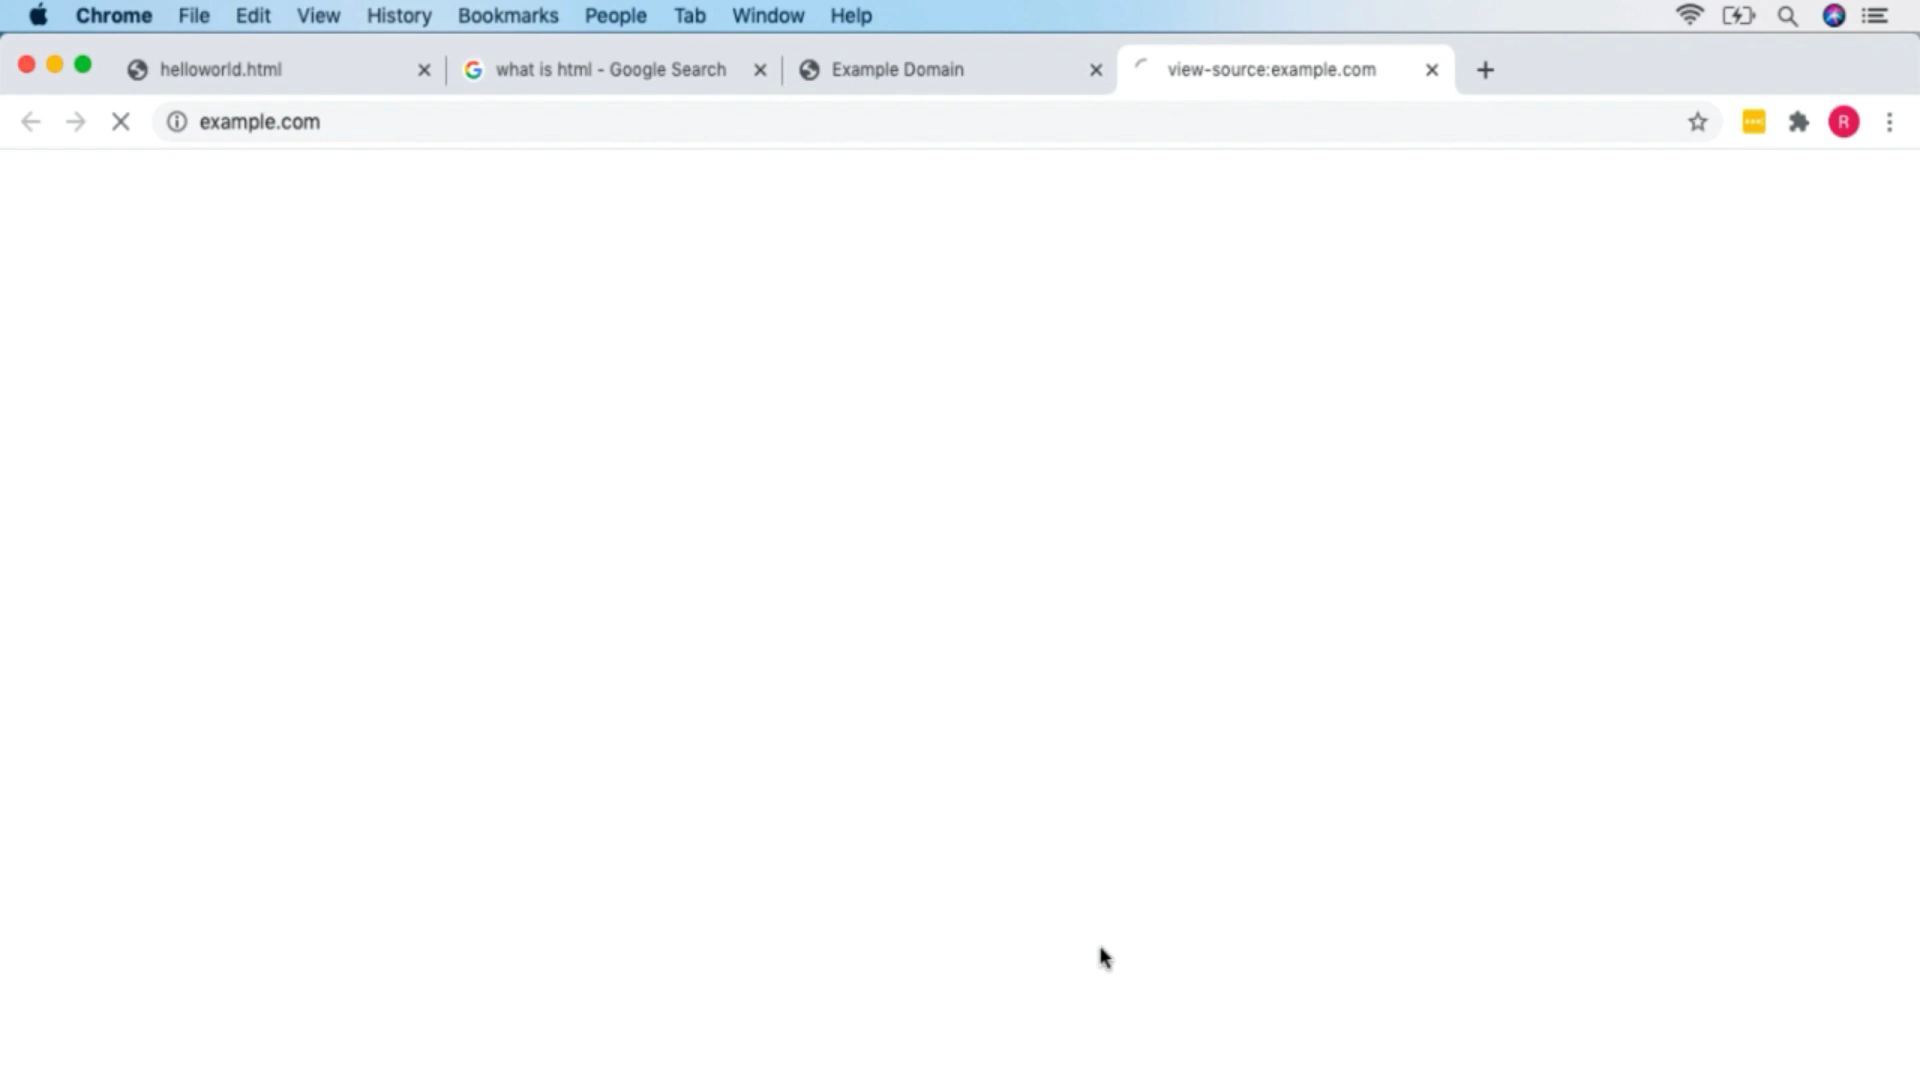 Chrome File Edit View History Bookmarks People Tab Window Help
helloworld.html what is html - Google Search Example Domain view-source:example.com
example.com R